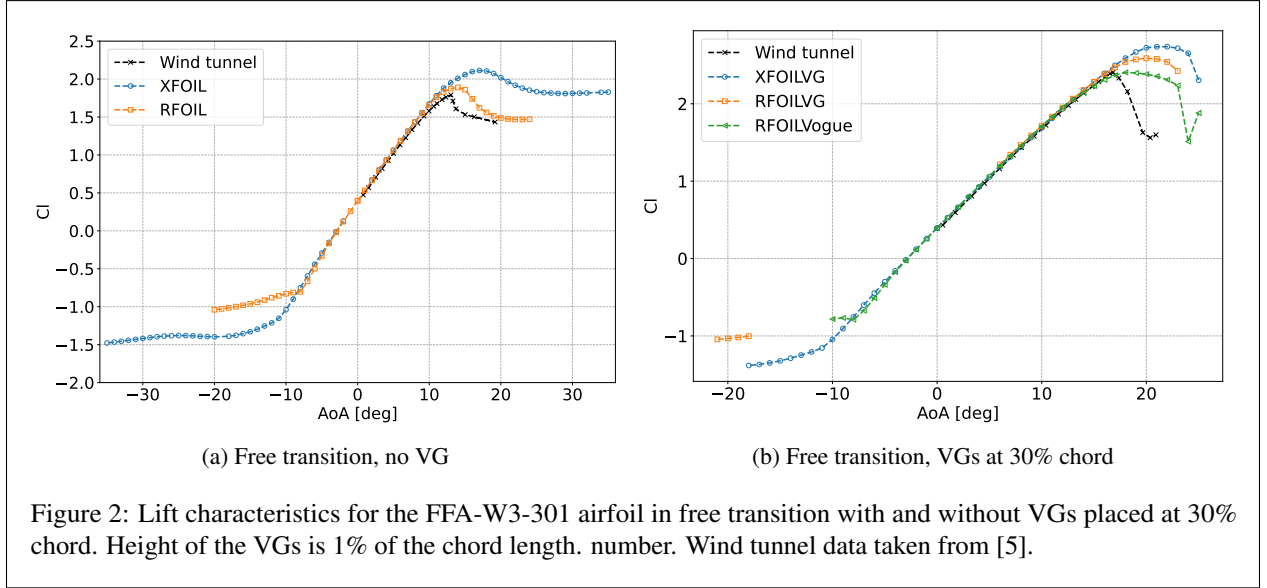 2.5
2.0
1.5
1.0
0.5
0.0
−0.5
−1.0
−1.5
−2.0
Cl
Wind tunnel
XFOIL
RFOIL
−30 −20 −10 0 10 20 30
AoA [deg]
(a) Free transition, no VG
2
1
0
−1
Cl
Wind tunnel
XFOILVG
RFOILVG
RFOILVogue
−20 −10 0 10 20
AoA [deg]
(b) Free transition, VGs at 30% chord
Figure 2: Lift characteristics for the FFA-W3-301 airfoil in free transition with and without VGs placed at 30%
chord. Height of the VGs is 1% of the chord length. number. Wind tunnel data taken from [5].